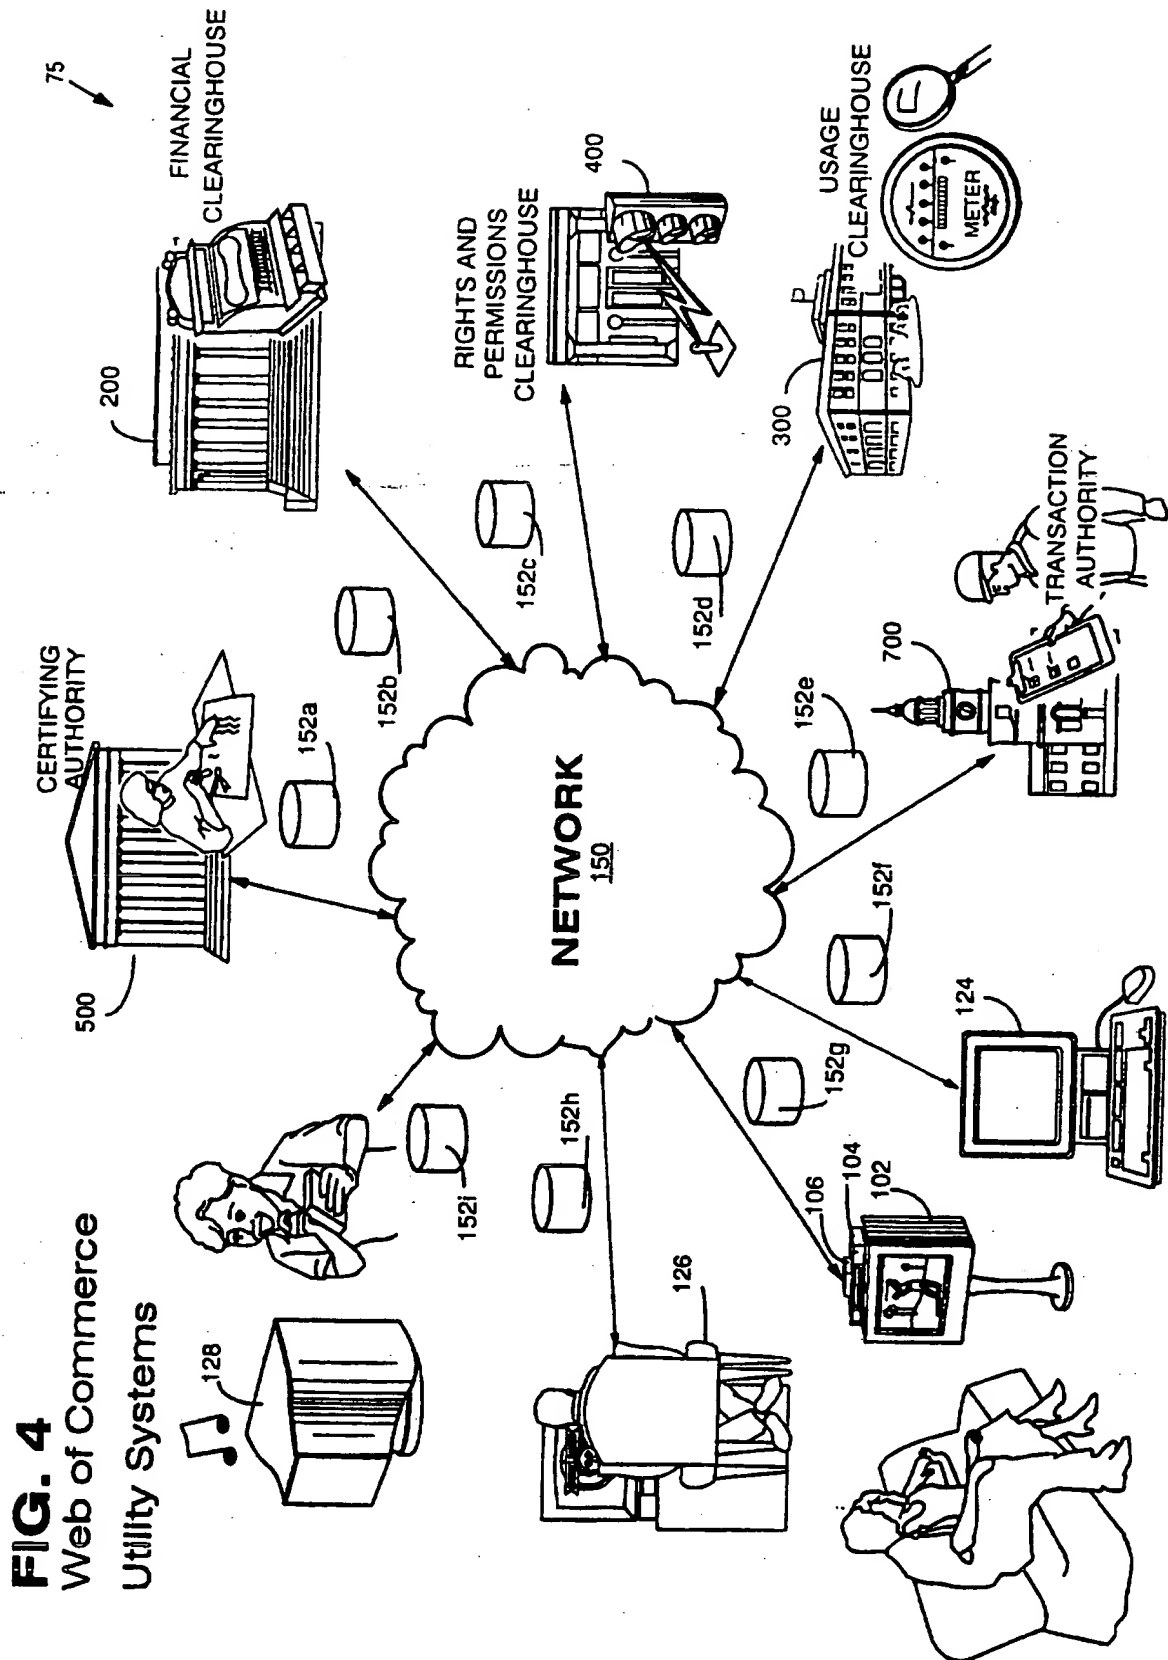 FIG. 4
Web of Commerce
Utility Systems
75
FINANCIAL
CLEARINGHOUSE
200
CERTIFYING
AUTHORITY
500
RIGHTS AND
PERMISSIONS
CLEARINGHOUSE
400
USAGE
CLEARINGHOUSE
METER
300
TRANSACTION
AUTHORITY
700
NETWORK
150
152a
152b
152c
152d
152e
152f
152g
152h
152i
128
126
106
104
102
124